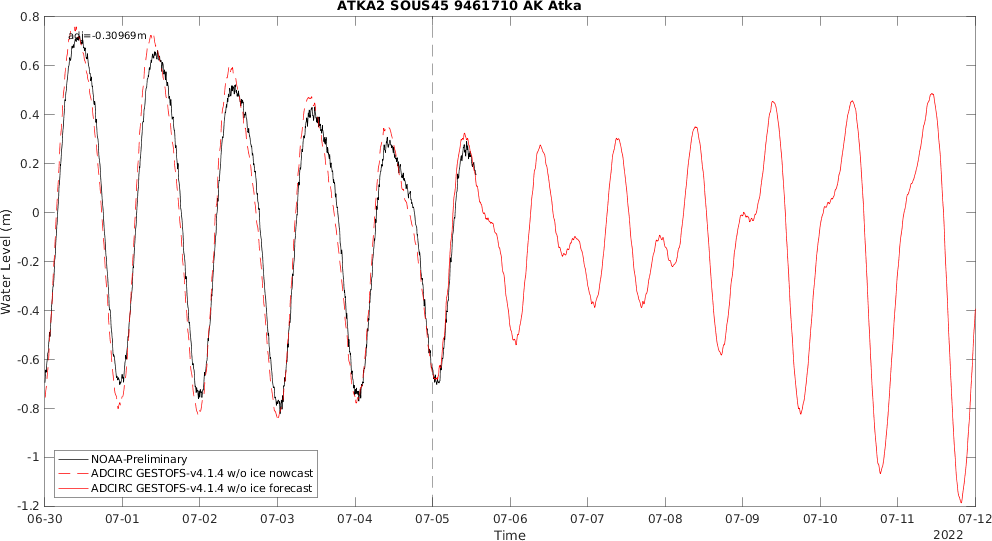 ATKA2 SOUS45 9461710 AK Atka
adj=-0.30969m
Water Level (m)
0.8
0.6
0.4
0.2
0
-0.2
-0.4
-0.6
-0.8
-1
-1.2
NOAA-Preliminary
ADCIRC GESTOFS-v4.1.4 w/o ice nowcast
ADCIRC GESTOFS-v4.1.4 w/o ice forecast
06-30 07-01 07-02 07-03 07-04 07-05 07-06 07-07 07-08 07-09 07-10 07-11 07-12
Time
2022